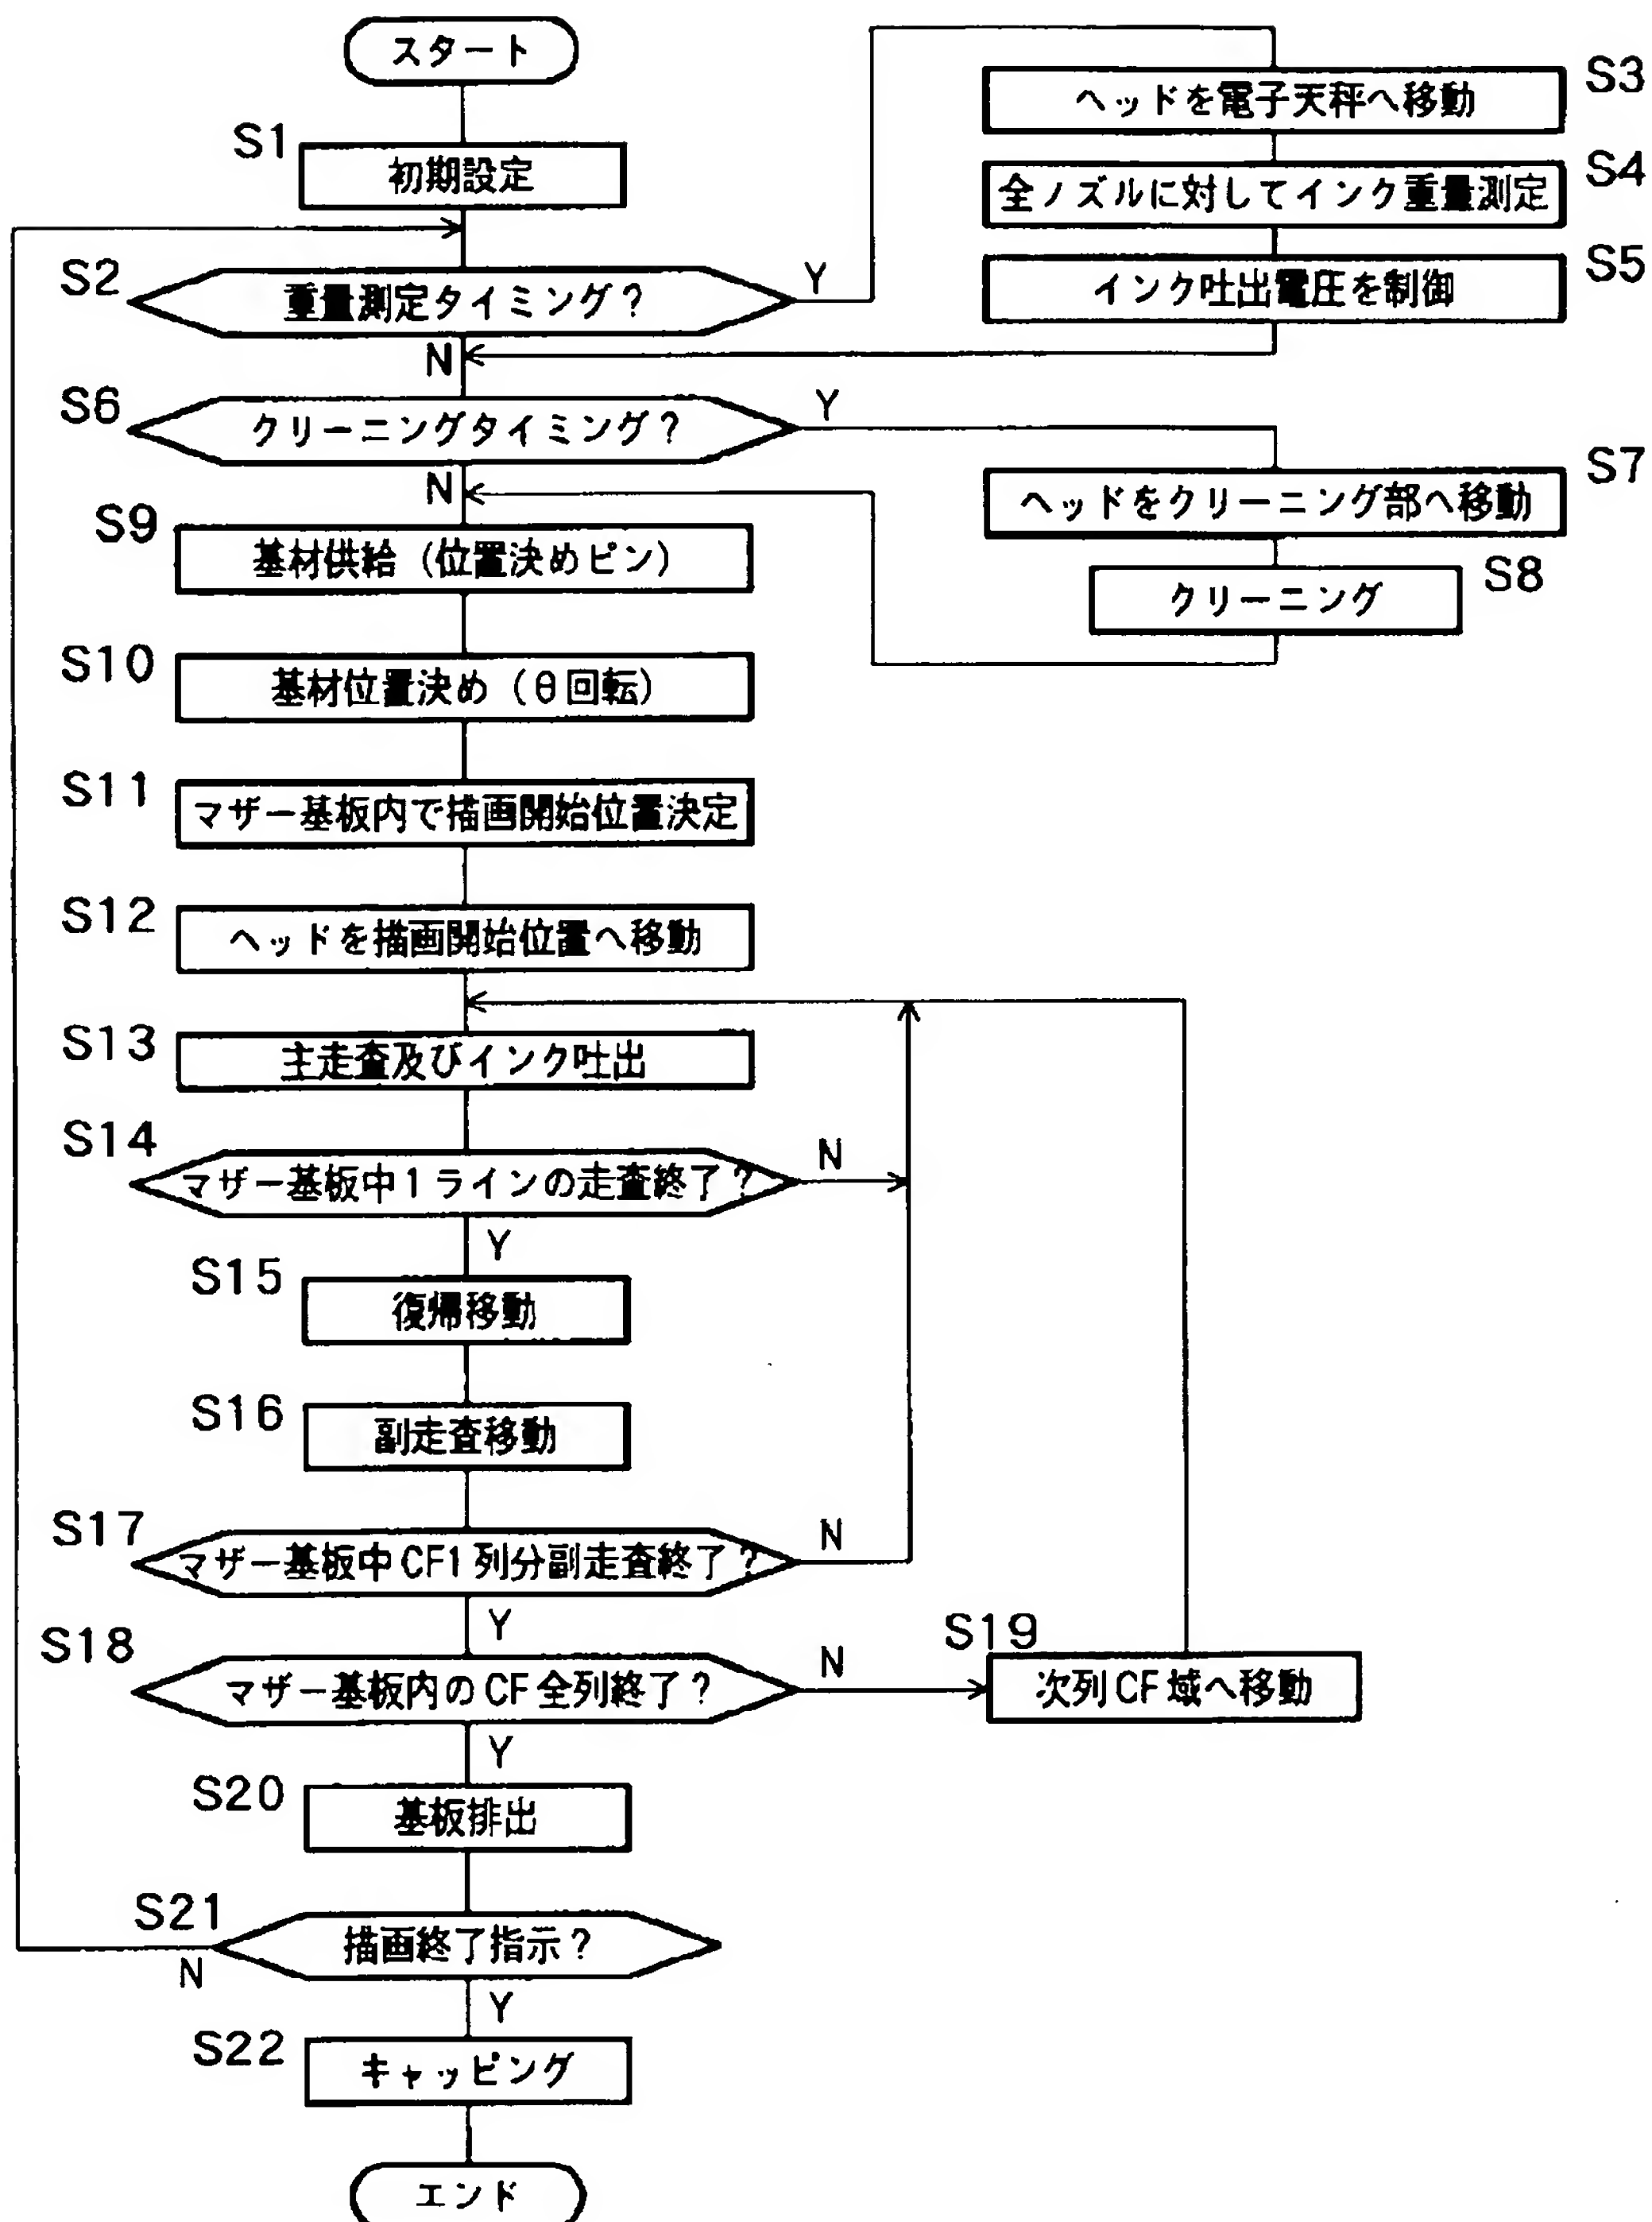 スタート
S1
初期設定
S2
重量測定タイミング?
Y
N
S3
ヘッドを電子天秤へ移動
S4
全ノズルに対してインク重量測定
S5
インク吐出電圧を制御
S6
クリーニングタイミング?
Y
N
S7
ヘッドをクリーニング部へ移動
S8
クリーニング
S9
基材供給(位置決めピン)
S10
基材位置決め(θ回転)
S11
マザー基板内で描画開始位置決定
S12
ヘッドを描画開始位置へ移動
S13
主走査及びインク吐出
S14
マザー基板中1ラインの走査終了?
N
Y
S15
復帰移動
S16
副走査移動
S17
マザー基板中CF1列分副走査終了?
N
Y
S18
マザー基板内のCF全列終了?
N
Y
S19
次列CF域へ移動
S20
基板排出
S21
描画終了指示?
N
Y
S22
キャッピング
エンド